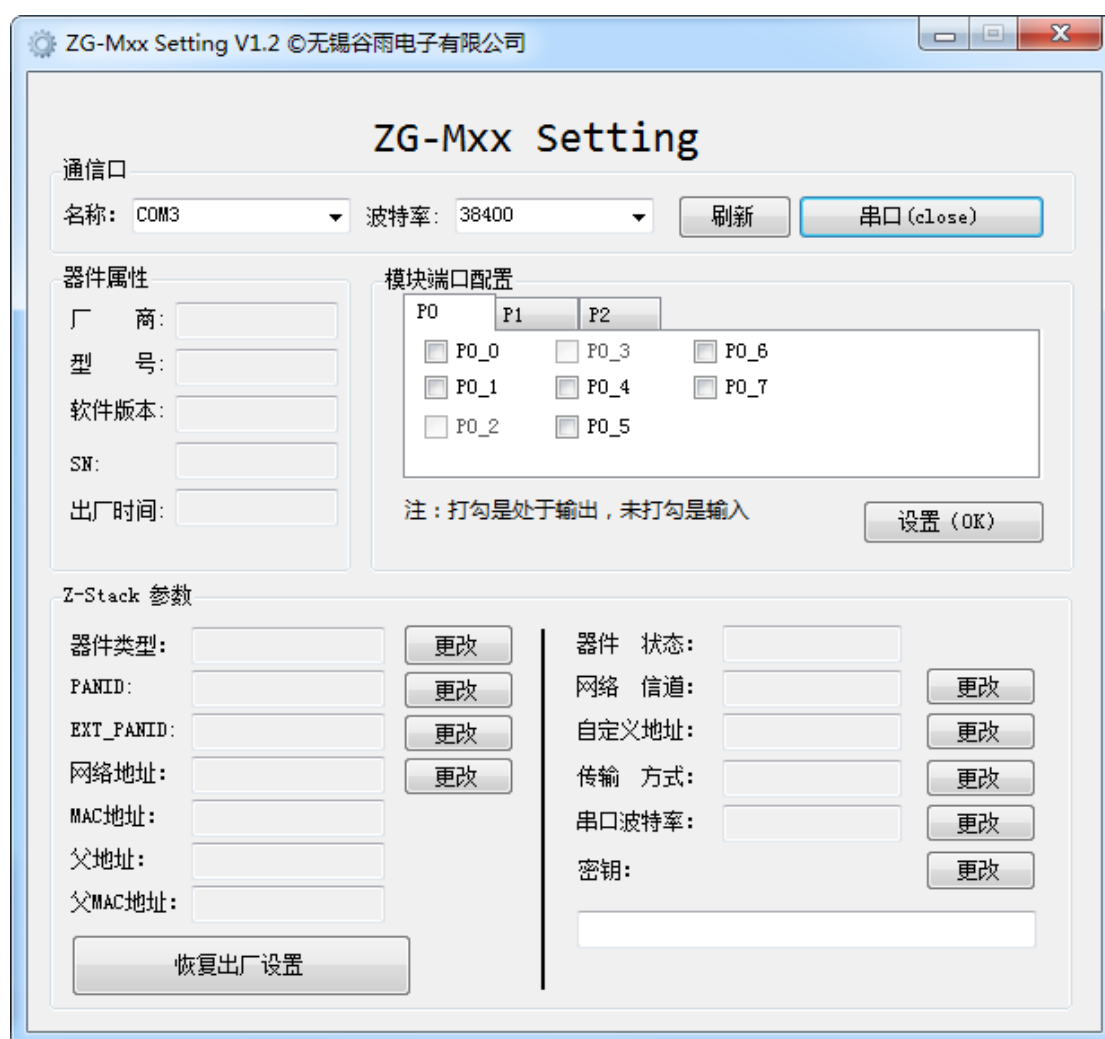 ZG-Mxx Setting V1.2 ©无锡谷雨电子有限公司
ZG-Mxx Setting
通信口
名称: COM3 波特率: 38400 刷新 串口(close)
器件属性
厂 商:
型 号:
软件版本:
SN:
出厂时间:
模块端口配置
P0 P1 P2
P0_0 P0_3 P0_6
P0_1 P0_4 P0_7
P0_2 P0_5
注：打勾是处于输出，未打勾是输入
设置 (OK)
Z-Stack 参数
器件类型: 更改
PANID: 更改
EXT_PANID: 更改
网络地址: 更改
MAC地址:
父地址:
父MAC地址:
恢复出厂设置
器件 状态:
网络 信道: 更改
自定义地址: 更改
传输 方式: 更改
串口波特率: 更改
密钥: 更改